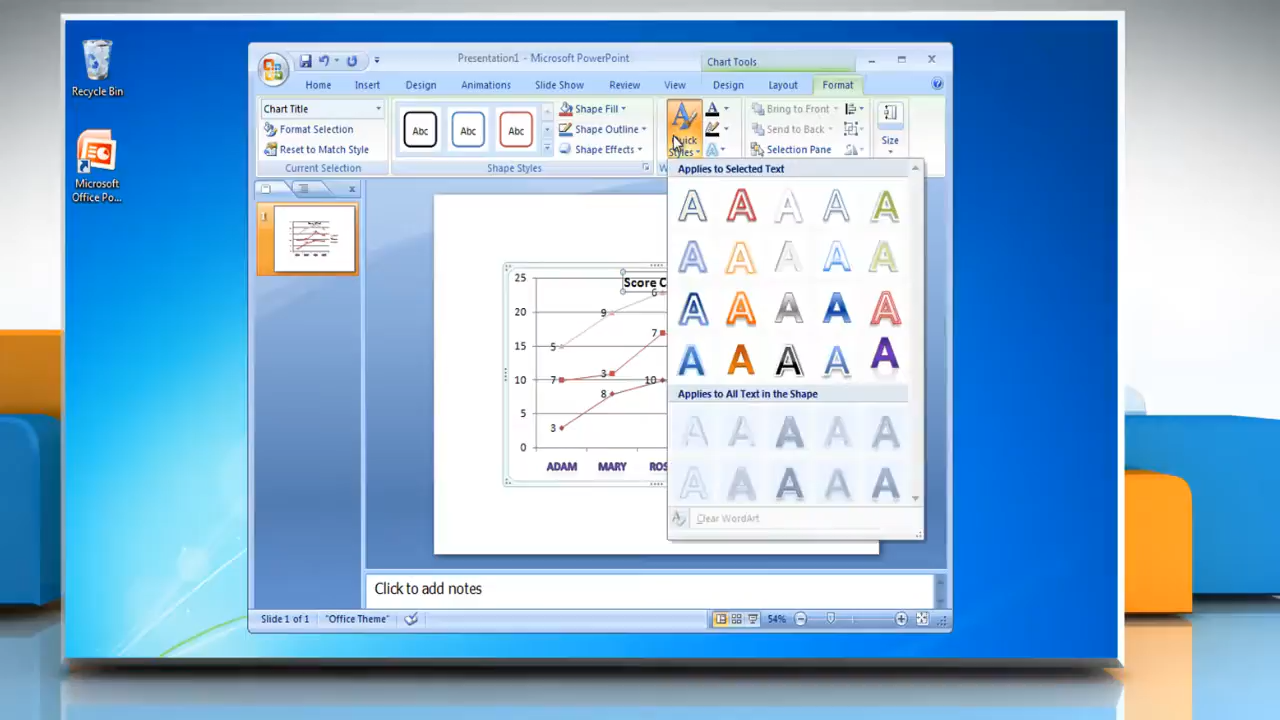 Presentation1 - Microsoft PowerPoint
Chart Tools
Recycle Bin
Microsoft
Office Po...
Home Insert Design Animations Slide Show Review View Design Layout Format
Chart Title
Format Selection
Reset to Match Style
Current Selection
Abc Abc Abc
Shape Fill
Shape Outline
Shape Effects
Shape Styles
Quick
Styles
Bring to Front
Send to Back
Selection Pane
Size
Applies to Selected Text
A A A A A
A A A A A
A A A A A
A A A A A
Applies to All Text in the Shape
A A A A A
A A A A A
Clear WordArt
1
Score C
25
20
15
10
5
0
5 9 6
7 3 7
3 8 10
ADAM MARY ROS
Click to add notes
Slide 1 of 1 "Office Theme" 54%